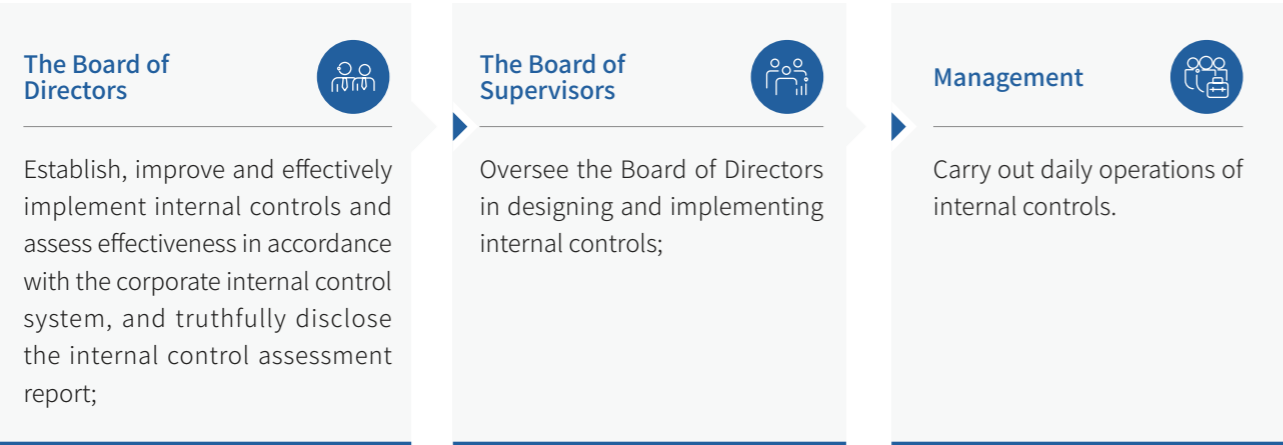 The Board of
Directors
Establish, improve and effectively
implement internal controls and
assess effectiveness in accordance
with the corporate internal control
system, and truthfully disclose
the internal control assessment
report;
The Board of
Supervisors
Oversee the Board of Directors
in designing and implementing
internal controls;
Management
Carry out daily operations of
internal controls.